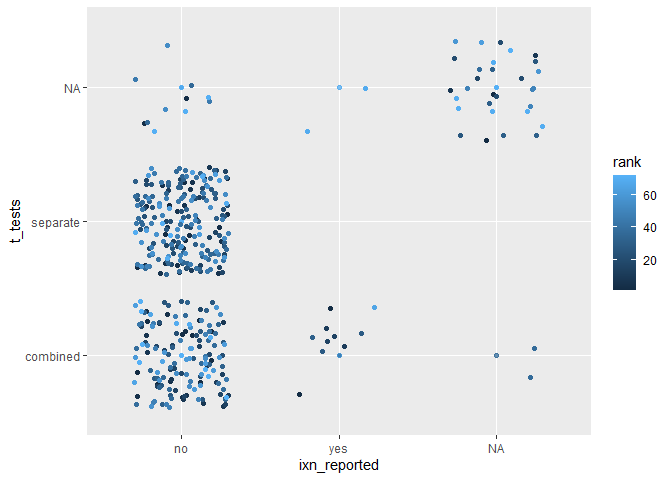 NA
separate
combined
t_tests
no
yes
NA
ixn_reported
rank
60
40
20